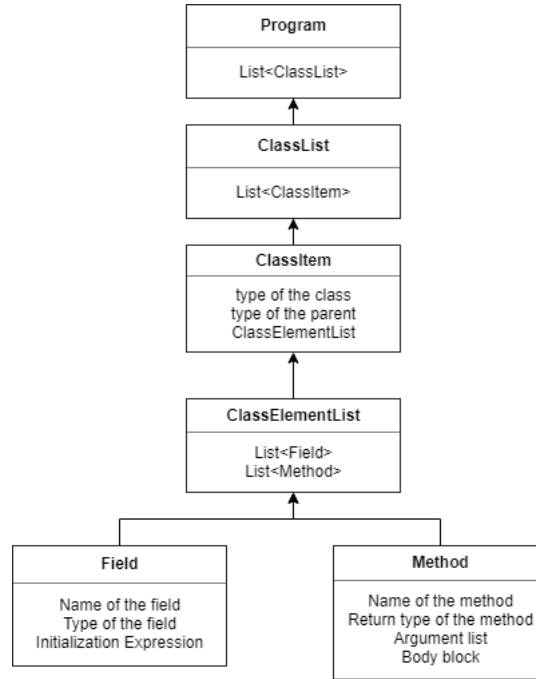 Program
List<ClassList>
ClassList
List<ClassItem>
ClassItem
type of the class
type of the parent
ClassElementList
ClassElementList
List<Field>
List<Method>
Field
Name of the field
Type of the field
Initialization Expression
Method
Name of the method
Return type of the method
Argument list
Body block